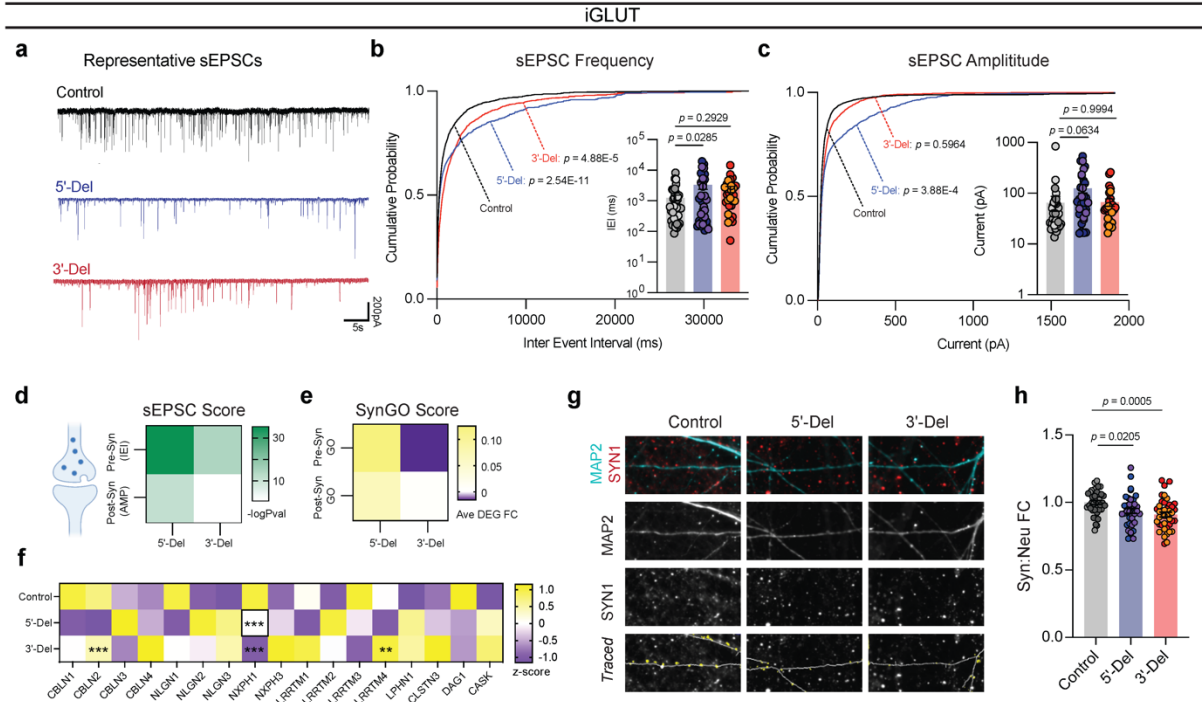 iGLUT
a
Representative sEPSCs
Control
5'-Del
3'-Del
200pA
5s
b
sEPSC Frequency
Cumulative Probability
1.0
0.5
0.0
0
10000
20000
30000
Inter Event Interval (ms)
3'-Del: p = 4.88E-5
5'-Del: p = 2.54E-11
Control
p = 0.2929
p = 0.0285
IEI (ms)
10^5
10^4
10^3
10^2
10^1
10^0
c
sEPSC Ampltitude
Cumulative Probability
1.0
0.5
0.0
0
500
1000
1500
2000
Current (pA)
3'-Del: p = 0.5964
5'-Del: p = 3.88E-4
Control
p = 0.9994
p = 0.0634
Current (pA)
1000
100
10
1
d
sEPSC Score
Pre-Syn (IEI)
Post-Syn (AMP)
5'-Del
3'-Del
30
20
10
0
-logPval
e
SynGO Score
Pre-Syn GO
Post-Syn GO
5'-Del
3'-Del
0.10
0.05
0
Ave DEG FC
f
Control
5'-Del
3'-Del
***
***
***
**
CBLN1
CBLN2
CBLN3
CBLN4
NLGN1
NLGN2
NLGN3
NXPH1
NXPH3
LRRTM1
LRRTM2
LRRTM3
LRRTM4
LPHN1
CLSTN3
DAG1
CASK
1.0
0.5
0
-0.5
-1.0
z-score
g
Control
5'-Del
3'-Del
MAP2
SYN1
MAP2
SYN1
Traced
h
p = 0.0005
p = 0.0205
Syn:Neu FC
1.5
1.0
0.5
0.0
Control
5'-Del
3'-Del